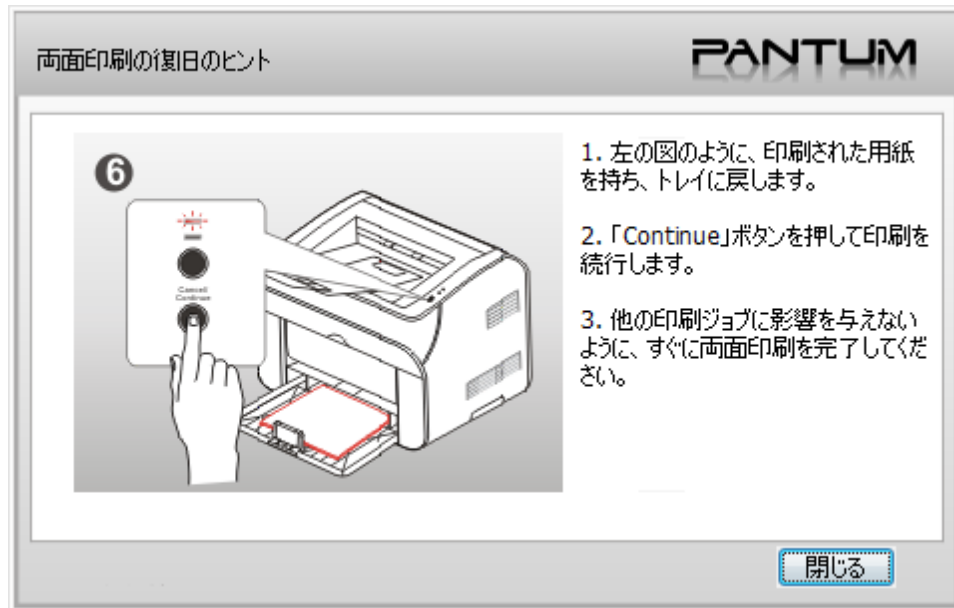 両面印刷の復旧のヒント
PANTUM
6
Cancel/
Continue
1. 左の図のように、印刷された用紙
を持ち、トレイに戻します。
2.「Continue」ボタンを押して印刷を
続行します。
3. 他の印刷ジョブに影響を与えない
ように、すぐに両面印刷を完了してくだ
さい。
閉じる